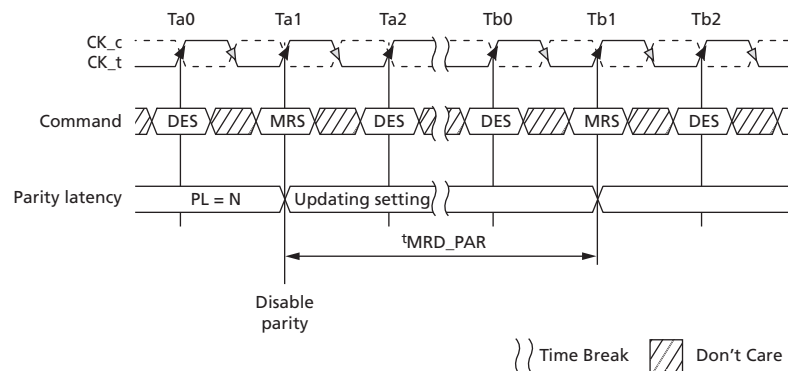 Ta0 Ta1 Ta2 Tb0 Tb1 Tb2
CK_c
CK_t
Command DES MRS DES DES MRS DES
Parity latency PL = N Updating setting
tMRD_PAR
Disable
parity
Time Break Don't Care